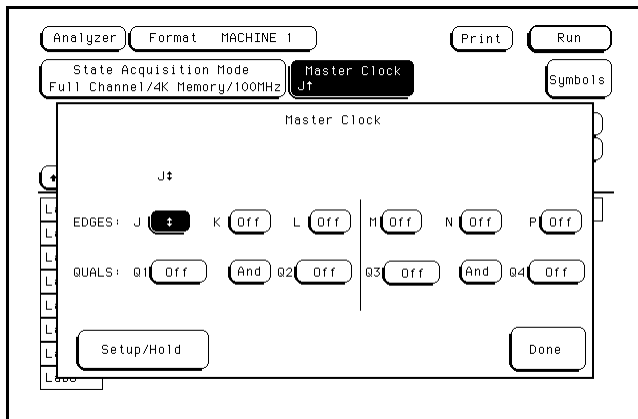 Analyzer Format MACHINE 1 Print Run
State Acquisition Mode
Full Channel/4K Memory/100MHz
Master Clock
J↑
Symbols
Master Clock
J↕
EDGES: J ↕ K Off L Off M Off N Off P Off
QUALS: Q1 Off And Q2 Off Q3 Off And Q4 Off
Setup/Hold Done